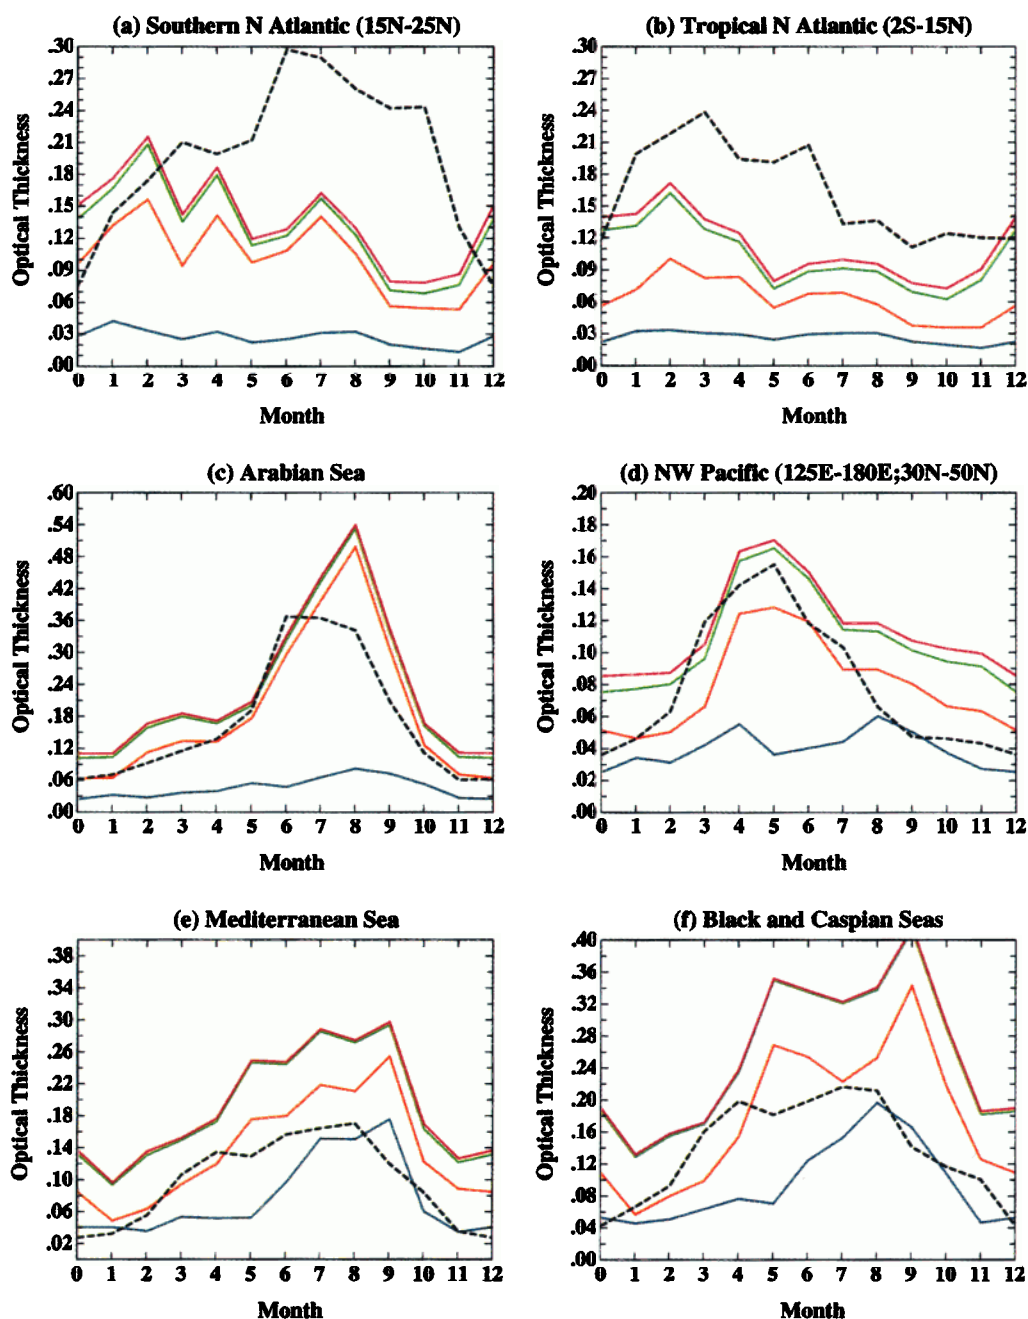 (a) Southern N Atlantic (15N-25N)
Optical Thickness
.30
.27
.24
.21
.18
.15
.12
.09
.06
.03
.00
0 1 2 3 4 5 6 7 8 9 10 11 12
Month
(b) Tropical N Atlantic (2S-15N)
Optical Thickness
.30
.27
.24
.21
.18
.15
.12
.09
.06
.03
.00
0 1 2 3 4 5 6 7 8 9 10 11 12
Month
(c) Arabian Sea
Optical Thickness
.60
.54
.48
.42
.36
.30
.24
.18
.12
.06
.00
0 1 2 3 4 5 6 7 8 9 10 11 12
Month
(d) NW Pacific (125E-180E;30N-50N)
Optical Thickness
.20
.18
.16
.14
.12
.10
.08
.06
.04
.02
.00
0 1 2 3 4 5 6 7 8 9 10 11 12
Month
(e) Mediterranean Sea
Optical Thickness
.38
.34
.30
.26
.22
.18
.14
.10
.06
.02
0 1 2 3 4 5 6 7 8 9 10 11 12
Month
(f) Black and Caspian Seas
Optical Thickness
.40
.36
.32
.28
.24
.20
.16
.12
.08
.04
.00
0 1 2 3 4 5 6 7 8 9 10 11 12
Month